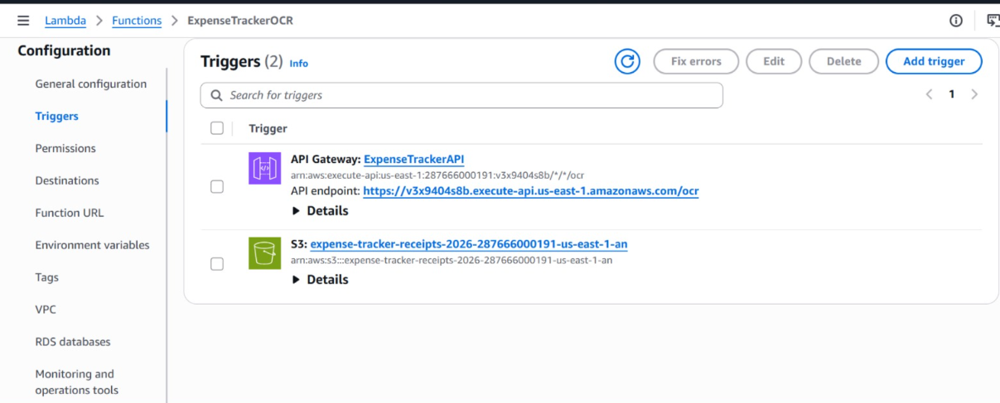 Lambda > Functions > ExpenseTrackerOCR
Configuration
General configuration
Triggers
Permissions
Destinations
Function URL
Environment variables
Tags
VPC
RDS databases
Monitoring and
operations tools
Triggers (2) Info
Fix errors
Edit
Delete
Add trigger
Search for triggers
1
Trigger
API Gateway: ExpenseTrackerAPI
arn:aws:execute-api:us-east-1:287666000191:v3x9404s8b/*/*/ocr
API endpoint: https://v3x9404s8b.execute-api.us-east-1.amazonaws.com/ocr
Details
S3: expense-tracker-receipts-2026-287666000191-us-east-1-an
arn:aws:s3:::expense-tracker-receipts-2026-287666000191-us-east-1-an
Details